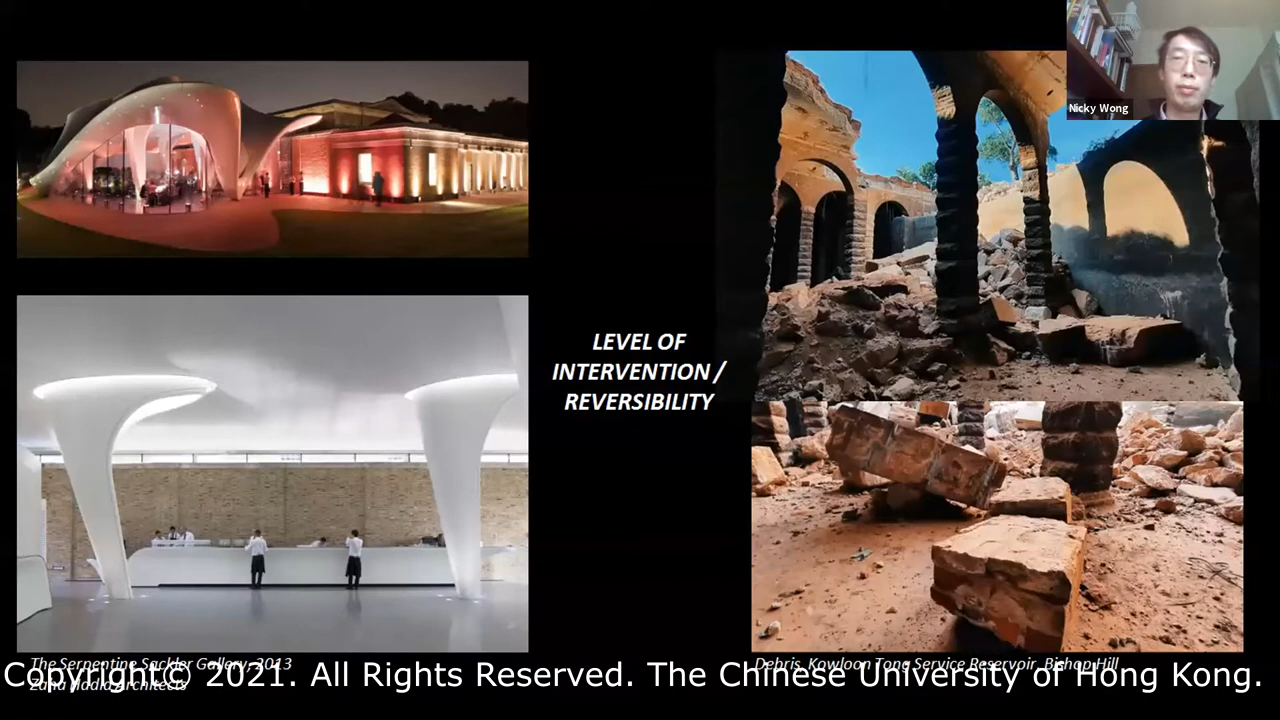 Nicky Wong
LEVEL OF
INTERVENTION /
REVERSIBILITY
The Serpentine Sackler Gallery, 2013
Zaha Hadid Architects
Debris, Kowloon Tong Service Reservoir, Bishop Hill
Copyright© 2021. All Rights Reserved. The Chinese University of Hong Kong.